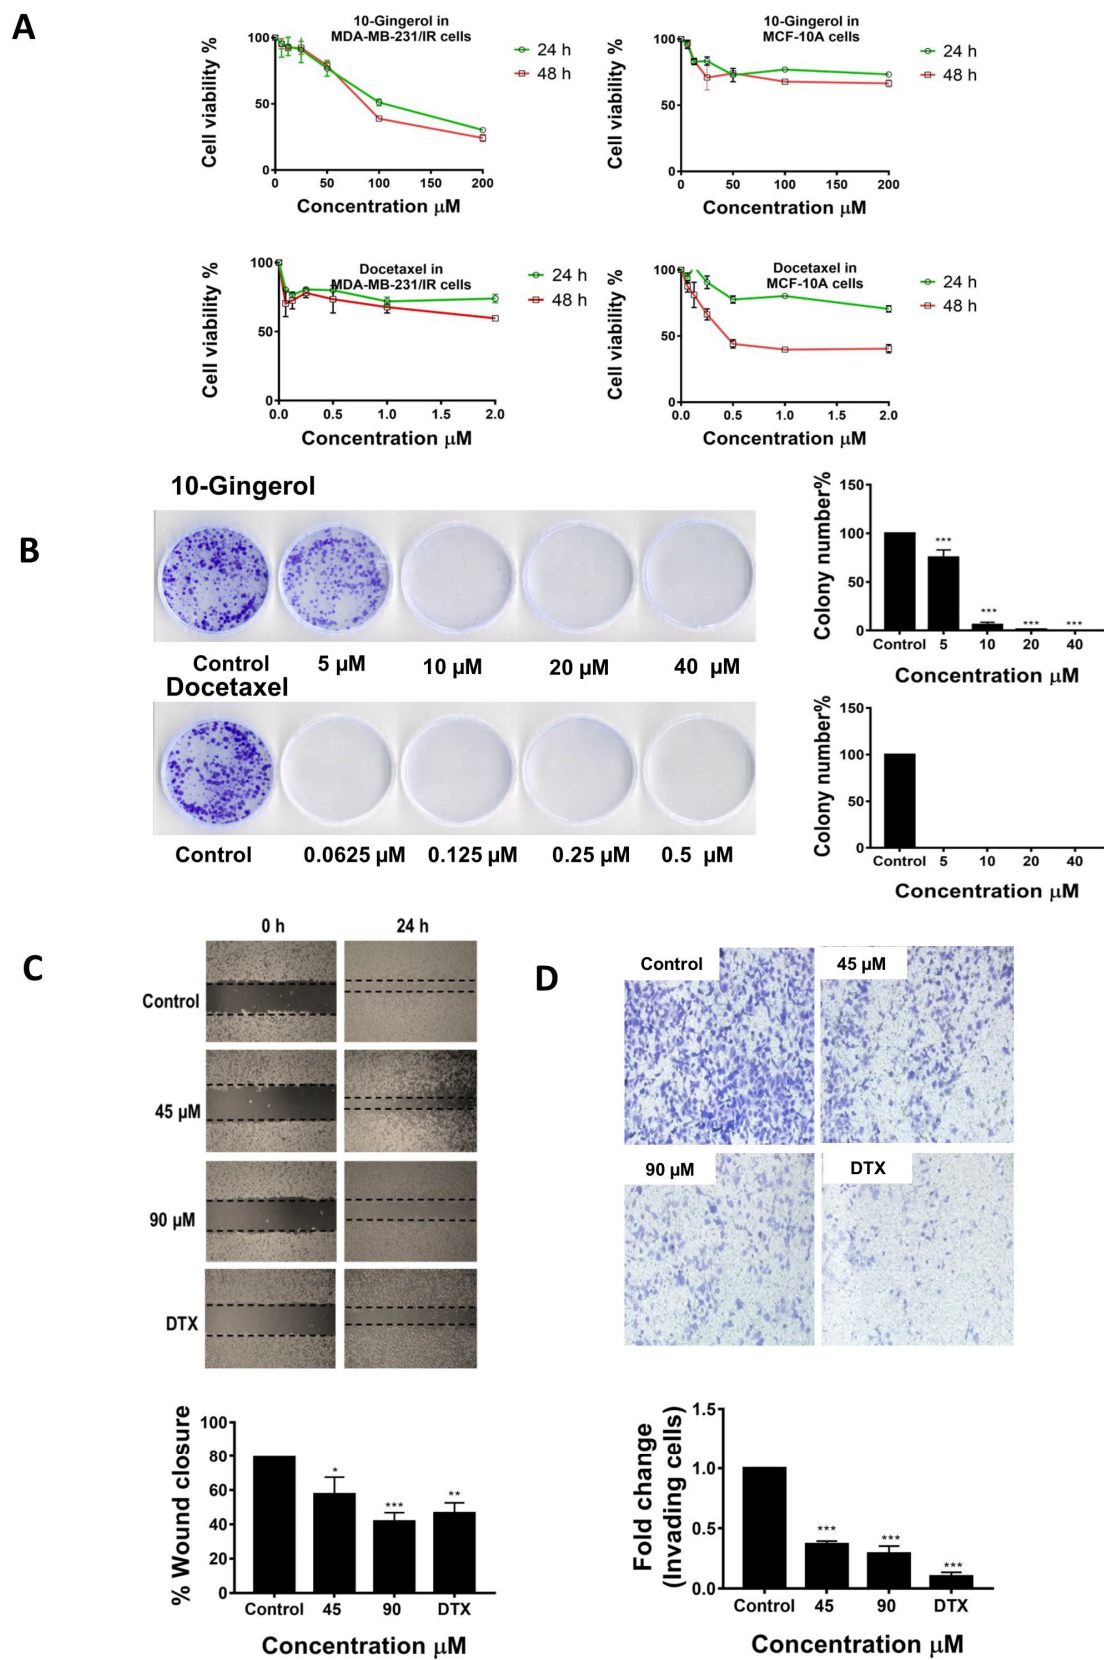 A
10-Gingerol in
MDA-MB-231/IR cells
Cell viability %
100
50
0
0 50 100 150 200
Concentration μM
24 h
48 h
10-Gingerol in
MCF-10A cells
Cell viability %
100
50
0
0 50 100 150 200
Concentration μM
24 h
48 h
Docetaxel in
MDA-MB-231/IR cells
Cell viability %
100
50
0
0.0 0.5 1.0 1.5 2.0
Concentration μM
24 h
48 h
Docetaxel in
MCF-10A cells
Cell viability %
100
50
0
0.0 0.5 1.0 1.5 2.0
Concentration μM
24 h
48 h
B
10-Gingerol
Control 5 μM 10 μM 20 μM 40 μM
Docetaxel
Control 0.0625 μM 0.125 μM 0.25 μM 0.5 μM
Colony number%
150
100
50
0
***
***
***
***
Control 5 10 20 40
Concentration μM
Colony number%
150
100
50
0
Control 5 10 20 40
Concentration μM
C
0 h 24 h
Control
45 μM
90 μM
DTX
% Wound closure
100
80
60
40
20
0
*
***
**
Control 45 90 DTX
Concentration μM
D
Control
45 μM
90 μM
DTX
Fold change
(Invading cells)
1.5
1.0
0.5
0.0
***
***
***
Control 45 90 DTX
Concentration μM